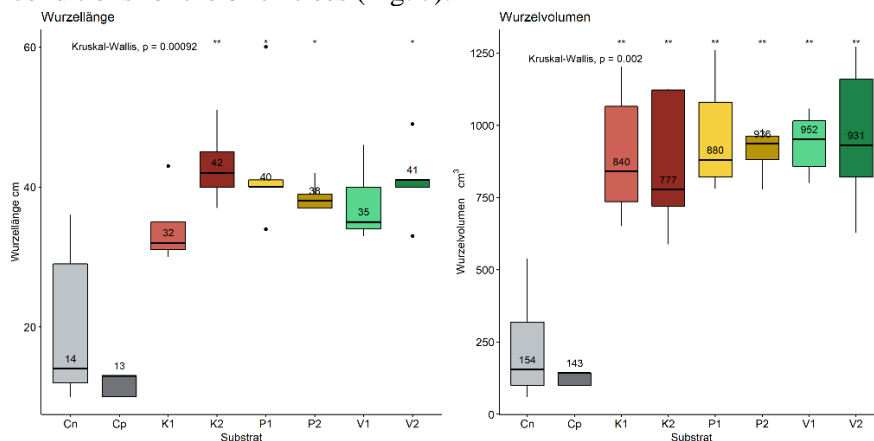 Wurzellänge
Kruskal-Wallis, p = 0.00092
** * * *
60
40
20
Wurzellänge cm
14
13
32
42
40
38
35
41
Cn Cp K1 K2 P1 P2 V1 V2
Substrat
Wurzelvolumen
Kruskal-Wallis, p = 0.002
** ** ** ** ** **
1250
1000
750
500
250
0
Wurzelvolumen cm³
154
143
840
777
880
936
952
931
Cn Cp K1 K2 P1 P2 V1 V2
Substrat